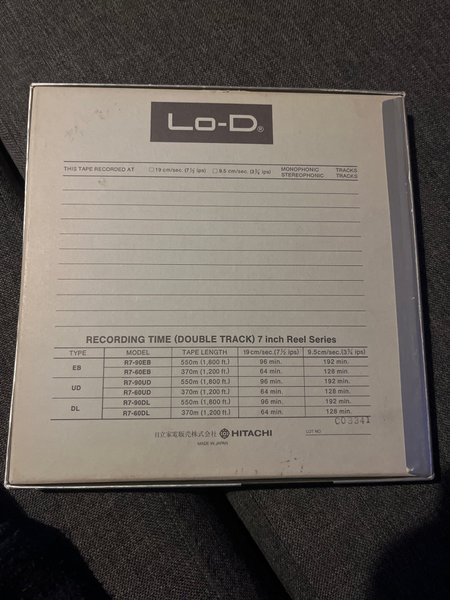 Lo-D®
THIS TAPE RECORDED AT □ 19 cm/sec. (7½ ips) □ 9.5 cm/sec. (3¾ ips) MONOPHONIC TRACKS
STEREOPHONIC TRACKS
RECORDING TIME (DOUBLE TRACK) 7 inch Reel Series
TYPE MODEL TAPE LENGTH 19cm/sec.(7½ ips) 9.5cm/sec.(3¾ ips)
EB R7-90EB 550m (1,800 ft.) 96 min. 192 min.
R7-60EB 370m (1,200 ft.) 64 min. 128 min.
UD R7-90UD 550m (1,800 ft.) 96 min. 192 min.
R7-60UD 370m (1,200 ft.) 64 min. 128 min.
DL R7-90DL 550m (1,800 ft.) 96 min. 192 min.
R7-60DL 370m (1,200 ft.) 64 min. 128 min.
日立家電販売株式会社 HITACHI
MADE IN JAPAN
LOT NO. C03341